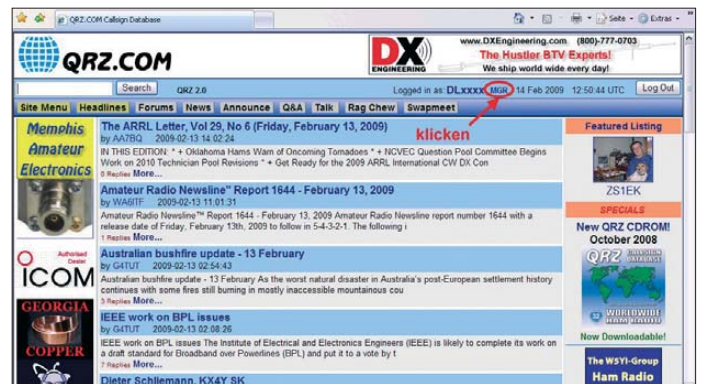 QRZ.COM Callsign Database
Seite
Extras
QRZ.COM
DX
ENGINEERING
www.DXEngineering.com (800)-777-0703
The Hustler BTV Experts!
We ship world wide every day!
Search
QRZ 2.0
Logged in as: DLxxxx MGR 14 Feb 2009 12:50:44 UTC
Log Out
Site Menu Headlines Forums News Announce Q&A Talk Rag Chew Swapmeet
klicken
Memphis
Amateur
Electronics
Authorised
Dealer
ICOM
GEORGIA
COPPER
The ARRL Letter, Vol 29, No 6 (Friday, February 13, 2009)
by AA7BQ 2009-02-13 14:02:24
IN THIS EDITION: * + Oklahoma Hams Warn of Oncoming Tornadoes * + NCVEC Question Pool Committee Begins
Work on 2010 Technician Pool Revisions * + Get Ready for the 2009 ARRL International CW DX Con
6 Replies More...
Amateur Radio Newsline" Report 1644 - February 13, 2009
by WA6ITF 2009-02-13 11:01:31
Amateur Radio Newsline™ Report 1644 - February 13, 2009 Amateur Radio Newsline report number 1644 with a
release date of Friday, February 13th, 2009 to follow in 5-4-3-2-1. The following i
1 Replies More...
Australian bushfire update - 13 February
by G4TUT 2009-02-13 02:54:43
Australian bushfire update - 13 February As the worst natural disaster in Australia's post-European settlement history
continues with some fires still burning in mostly inaccessible mountainous cou
3 Replies More...
IEEE work on BPL issues
by G4TUT 2009-02-13 02:08:26
IEEE work on BPL issues The Institute of Electrical and Electronics Engineers (IEEE) is likely to complete its work on
a draft standard for Broadband over Powerlines (BPL) and put it to a vote by t
7 Replies More...
Dieter Schliemann, KX4Y SK
Featured Listing
ZS1EK
SPECIALS
New QRZ CDROM!
October 2008
QRZ
WORLDWIDE
HAM RADIO
32
Now Downloadable!
The W5YI-Group
Ham Radio